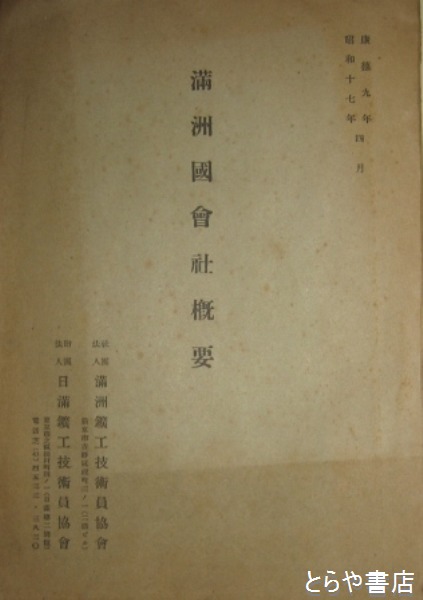 康徳九年
昭和十七年四月
滿洲國會社概要
社團法人 滿洲鑛工技術員協會
財團法人 日滿鑛工技術員協會
とらや書店